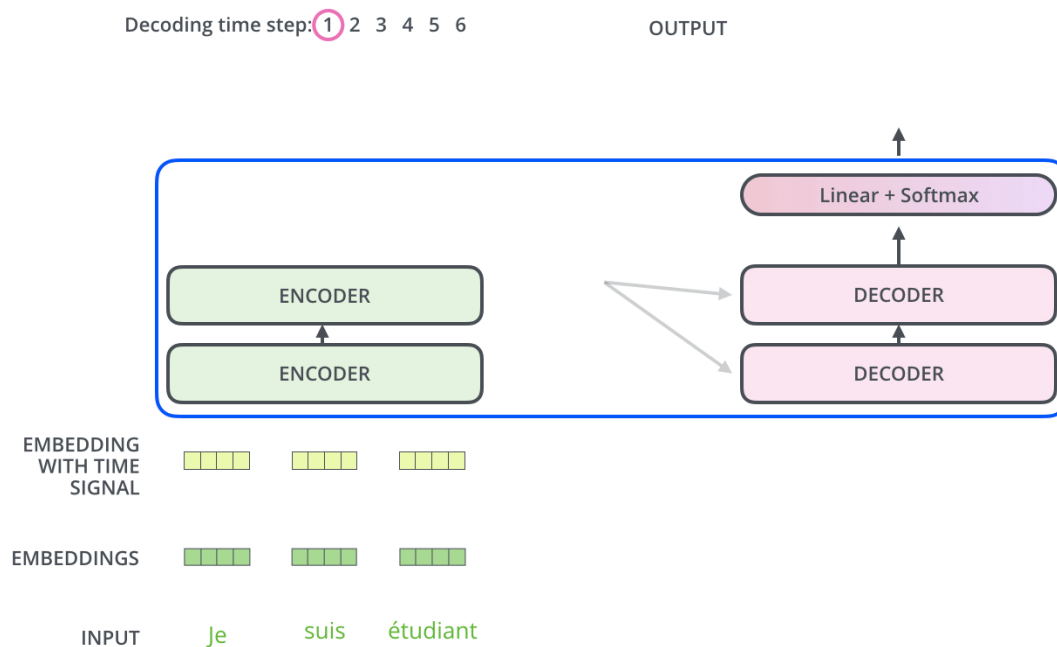 Decoding time step: 1 2 3 4 5 6
OUTPUT
Linear + Softmax
ENCODER
DECODER
ENCODER
DECODER
EMBEDDING
WITH TIME
SIGNAL
EMBEDDINGS
INPUT
Je
suis
étudiant